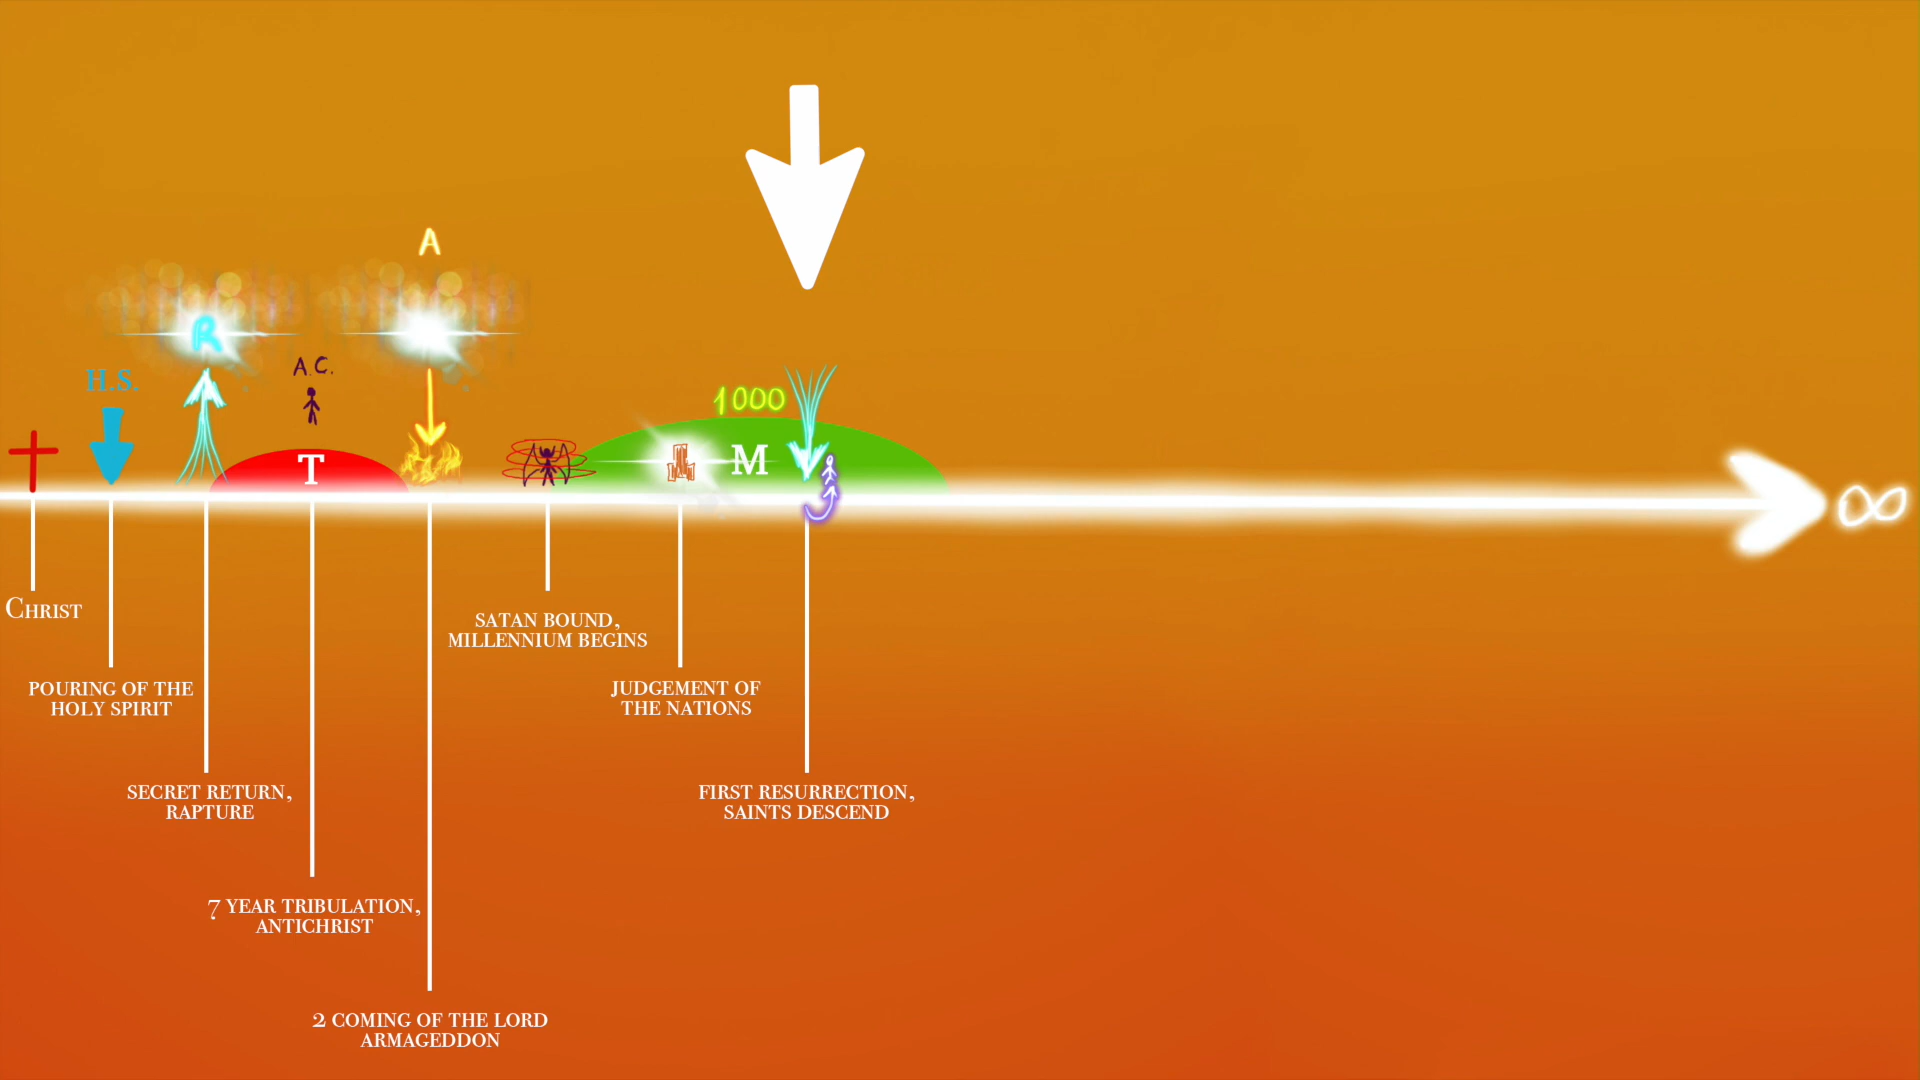 A
R
A.C.
H.S.
1000
T
M
∞
Christ
SATAN BOUND,
MILLENNIUM BEGINS
POURING OF THE
HOLY SPIRIT
JUDGEMENT OF
THE NATIONS
SECRET RETURN,
RAPTURE
FIRST RESURRECTION,
SAINTS DESCEND
7 YEAR TRIBULATION,
ANTICHRIST
2 COMING OF THE LORD
ARMAGEDDON